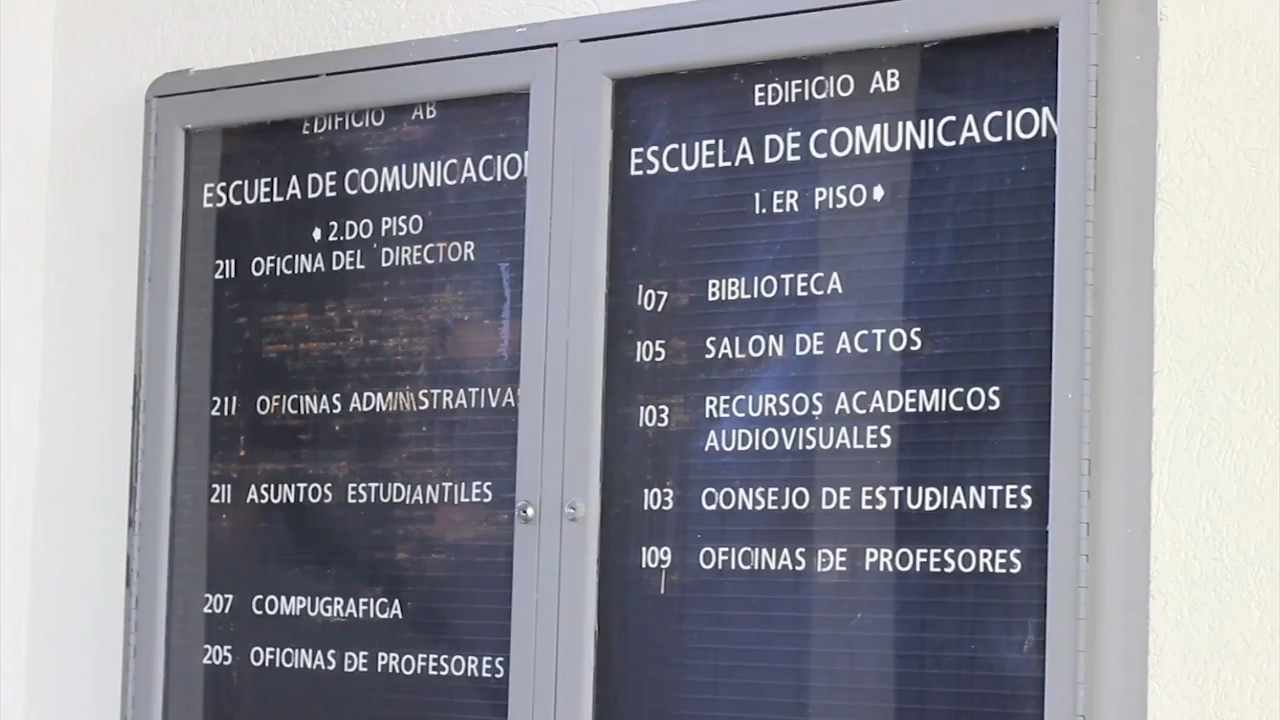 EDIFICIO AB
ESCUELA DE COMUNICACION
2.DO PISO
211 OFICINA DEL DIRECTOR
211 OFICINAS ADMINISTRATIVAS
211 ASUNTOS ESTUDIANTILES
207 COMPUGRAFICA
205 OFICINAS DE PROFESORES
EDIFICIO AB
ESCUELA DE COMUNICACION
1.ER PISO
107 BIBLIOTECA
105 SALON DE ACTOS
103 RECURSOS ACADEMICOS
AUDIOVISUALES
103 CONSEJO DE ESTUDIANTES
109 OFICINAS DE PROFESORES